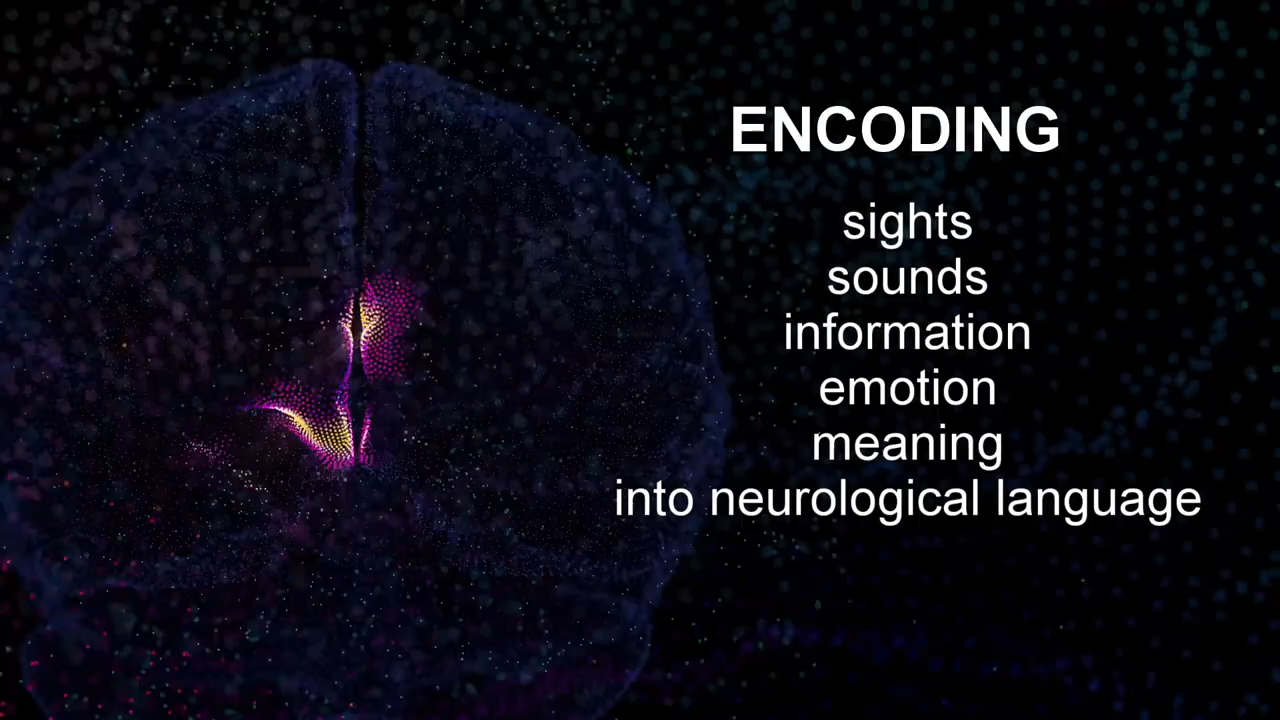 ENCODING
sights
sounds
information
emotion
meaning
into neurological language